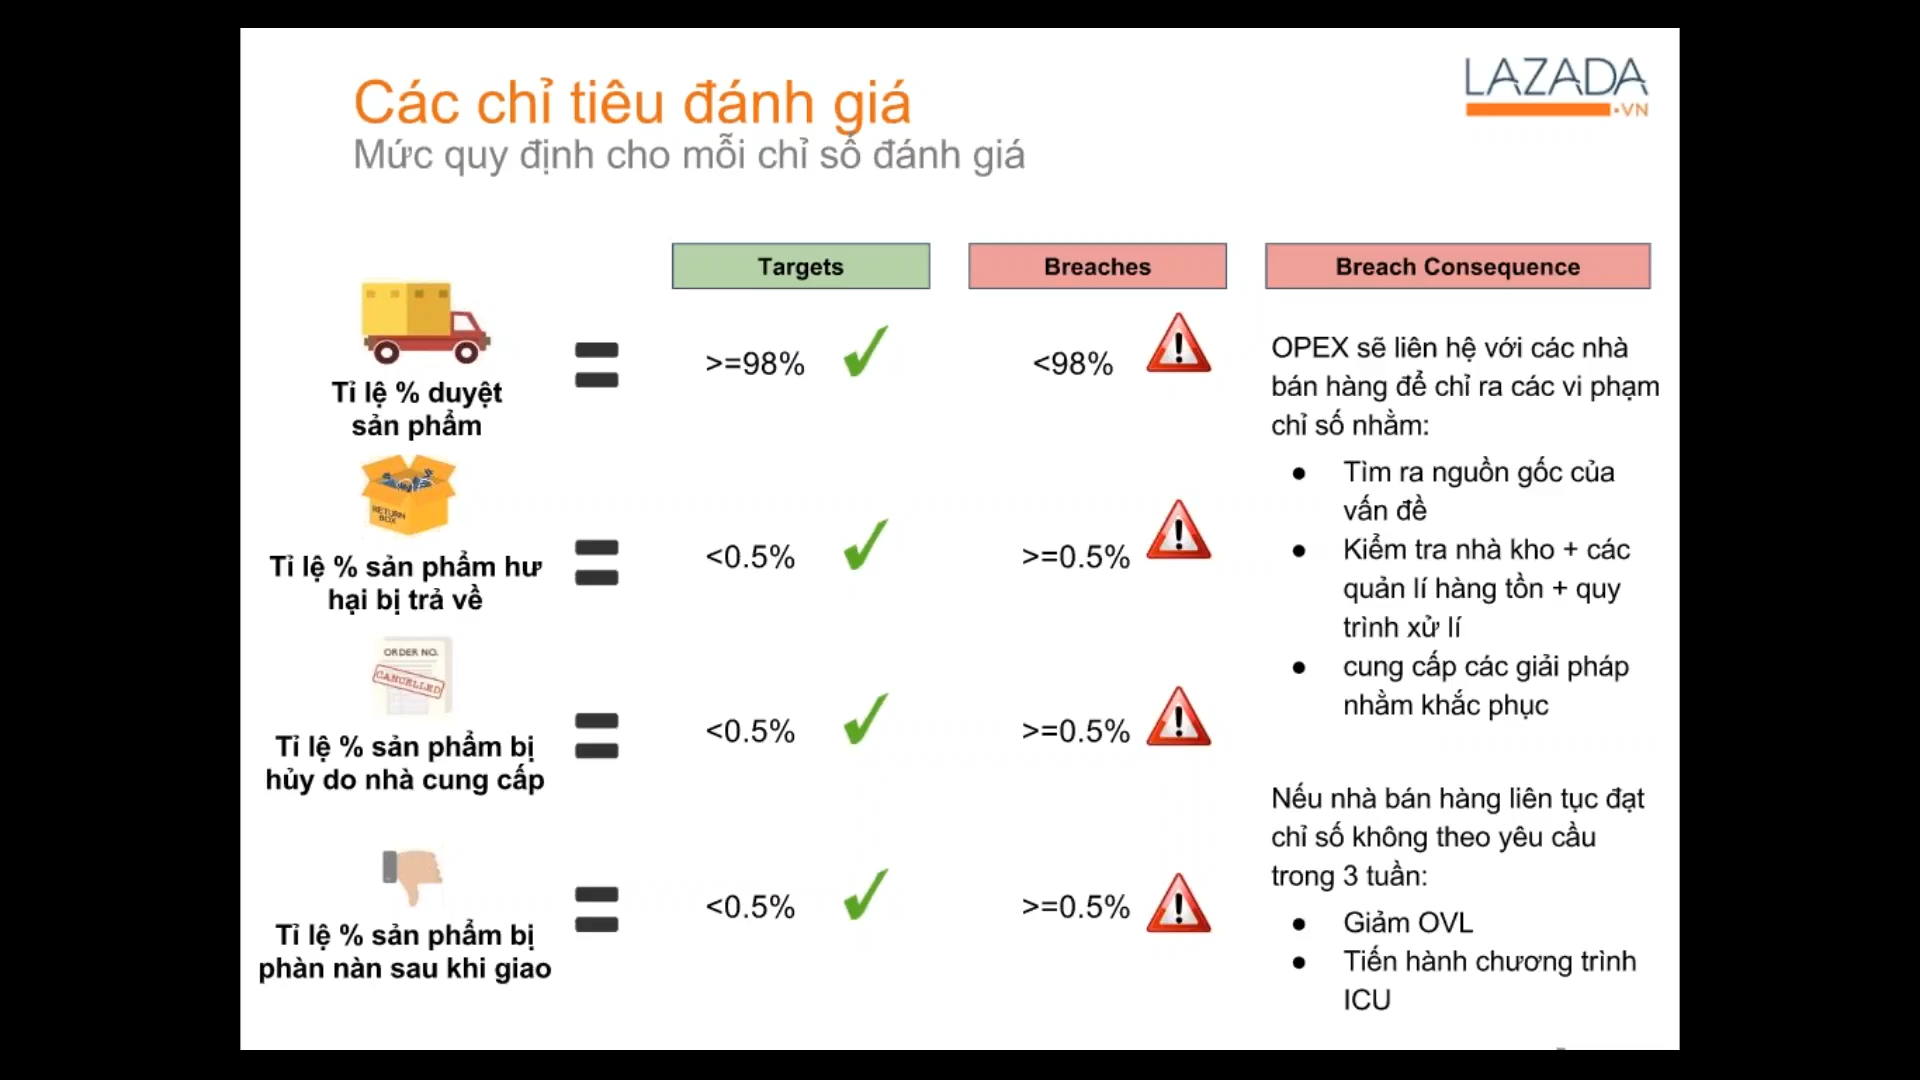 Các chỉ tiêu đánh giá
Mức quy định cho mỗi chỉ số đánh giá
LAZADA
.VN
Targets
Breaches
Breach Consequence
Tỉ lệ % duyệt
sản phẩm
>=98%
<98%
RETURN
BOX
Tỉ lệ % sản phẩm hư
hại bị trả về
<0.5%
>=0.5%
ORDER NO.
CANCELLED
Tỉ lệ % sản phẩm bị
hủy do nhà cung cấp
<0.5%
>=0.5%
Tỉ lệ % sản phẩm bị
phàn nàn sau khi giao
<0.5%
>=0.5%
OPEX sẽ liên hệ với các nhà
bán hàng để chỉ ra các vi phạm
chỉ số nhằm:
● Tìm ra nguồn gốc của
vấn đề
● Kiểm tra nhà kho + các
quản lí hàng tồn + quy
trình xử lí
● cung cấp các giải pháp
nhằm khắc phục
Nếu nhà bán hàng liên tục đạt
chỉ số không theo yêu cầu
trong 3 tuần:
● Giảm OVL
● Tiến hành chương trình
ICU